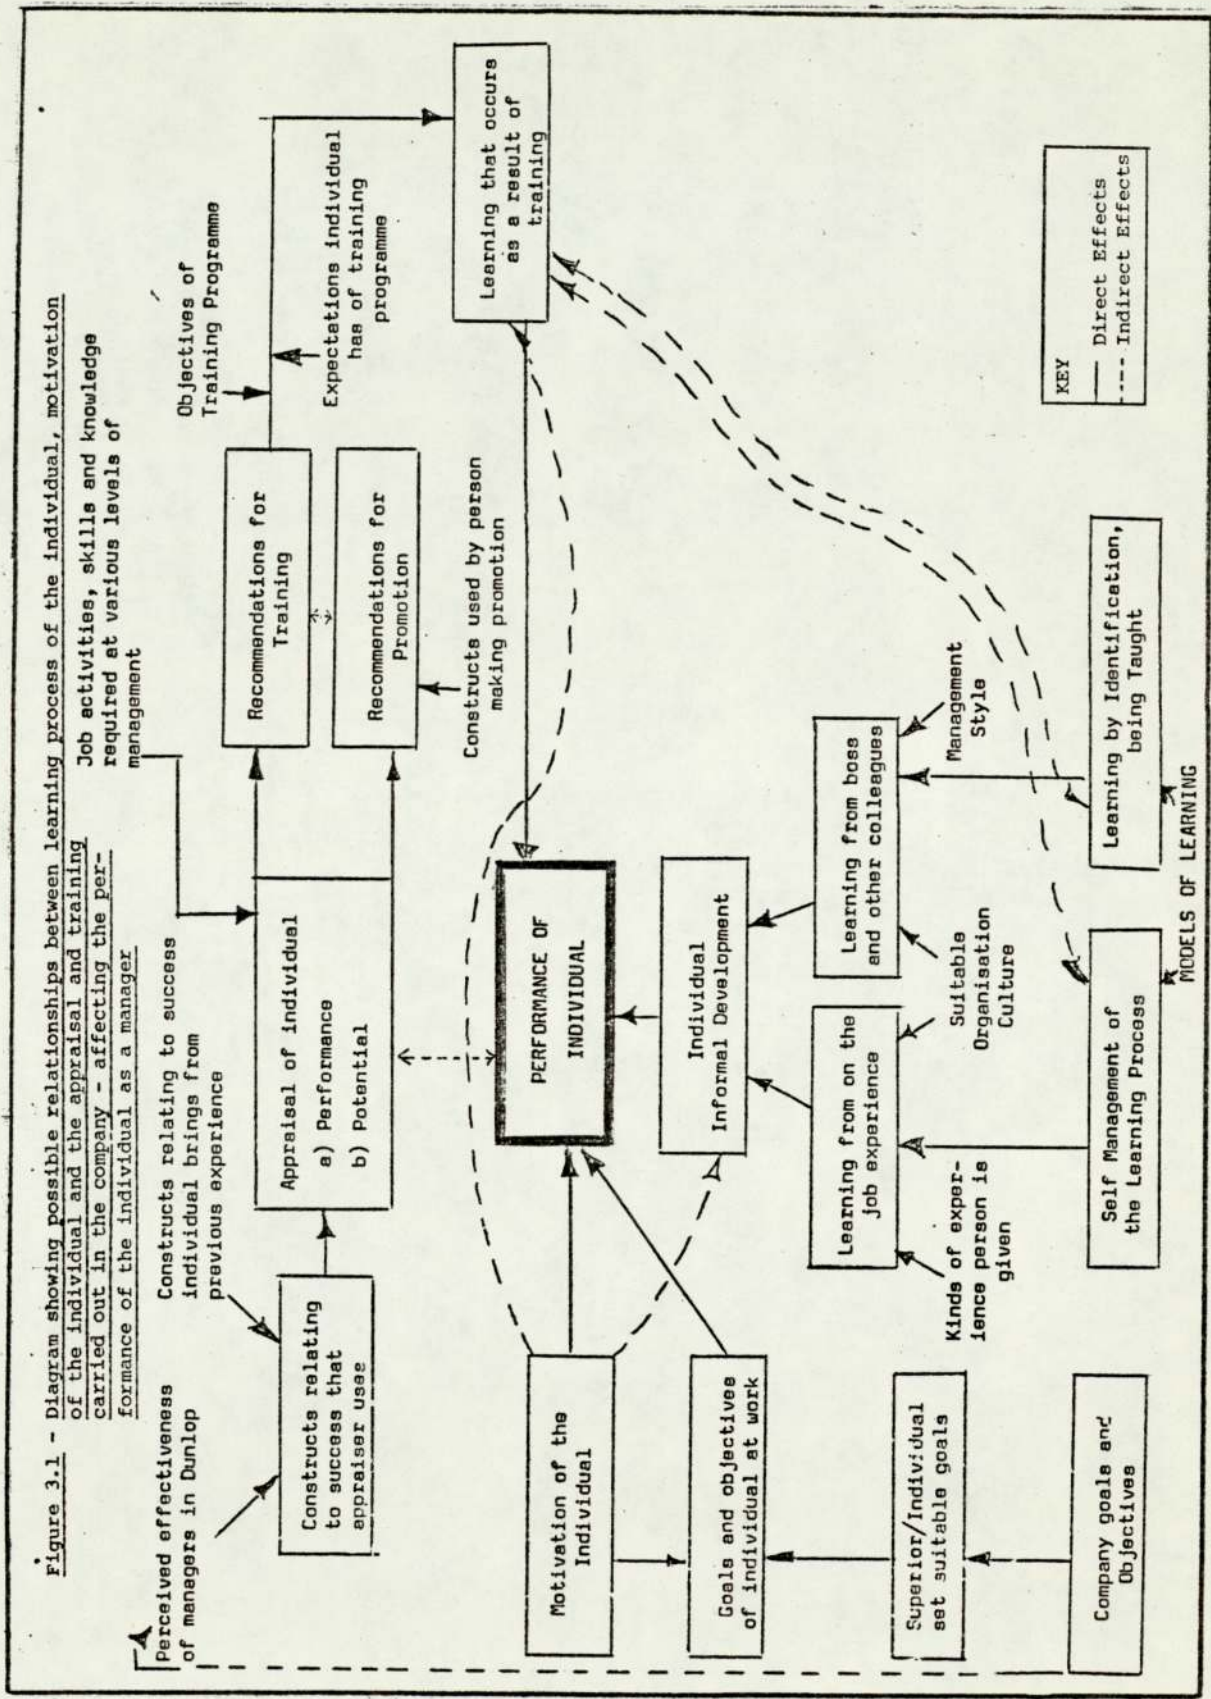 Figure 3.1 - Diagram showing possible relationships between learning process of the individual, motivation
of the individual and the appraisal and training
carried out in the company - affecting the per-
formance of the individual as a manager
Perceived effectiveness
of managers in Dunlop
Constructs relating to success
individual brings from
previous experience
Job activities, skills and knowledge
required at various levels of
management
Constructs relating
to success that
appraiser uses
Appraisal of individual
a) Performance
b) Potential
Recommendations for
Training
Recommendations for
Promotion
Objectives of
Training Programme
Expectations individual
has of training
programme
Constructs used by person
making promotion
Learning that occurs
as a result of
training
Motivation of the
Individual
PERFORMANCE OF
INDIVIDUAL
Goals and objectives
of individual at work
Individual
Informal Development
Superior/Individual
set suitable goals
Learning from on the
job experience
Learning from boss
and other colleagues
Kinds of exper-
ience person is
given
Suitable
Organisation
Culture
Management
Style
Company goals and
Objectives
Self Management of
the Learning Process
Learning by Identification,
being Taught
MODELS OF LEARNING
KEY
Direct Effects
Indirect Effects